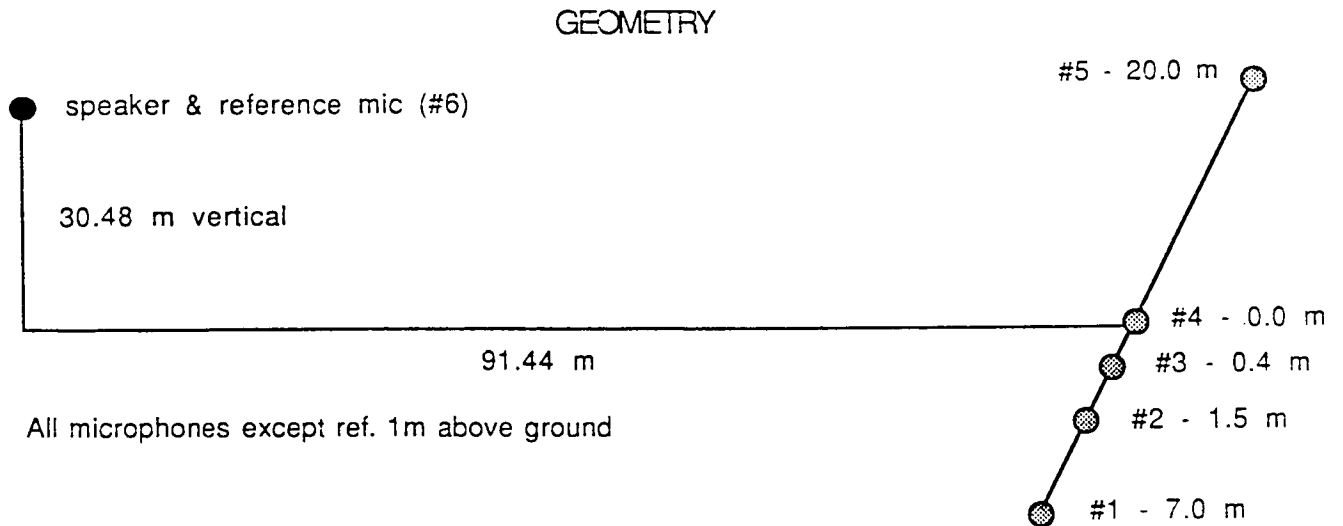 GEOMETRY
#5 - 20.0 m
speaker & reference mic (#6)
30.48 m vertical
#4 - 0.0 m
91.44 m
#3 - 0.4 m
All microphones except ref. 1m above ground
#2 - 1.5 m
#1 - 7.0 m